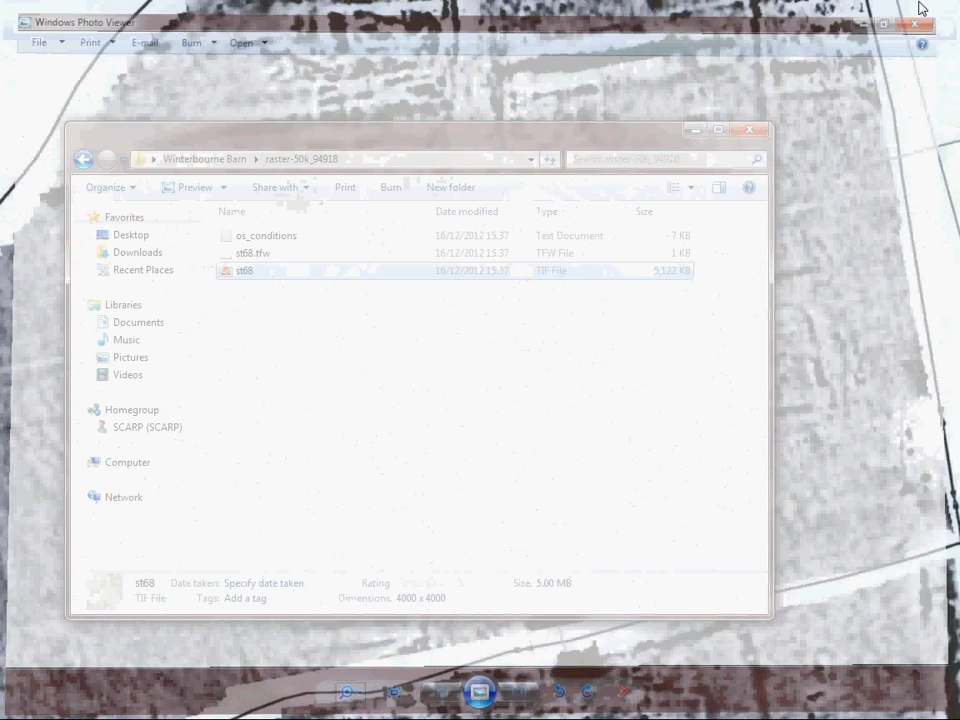 Windows Photo Viewer
File Print E-mail Burn Open
Winterbourne Barn raster-50k_94918 Search raster-50k_94918
Organize Preview Share with Print Burn New folder
Name Date modified Type Size
Favorites
Desktop
Downloads
Recent Places
Libraries
Documents
Music
Pictures
Videos
Homegroup
SCARP (SCARP)
Computer
Network
os_conditions 16/12/2012 15:37 Text Document 7 KB
st68.tfw 16/12/2012 15:37 TFW File 1 KB
st68 16/12/2012 15:37 TIF File 5,122 KB
st68 Date taken: Specify date taken Rating Size: 5.00 MB
TIF File Tags: Add a tag Dimensions: 4000 x 4000